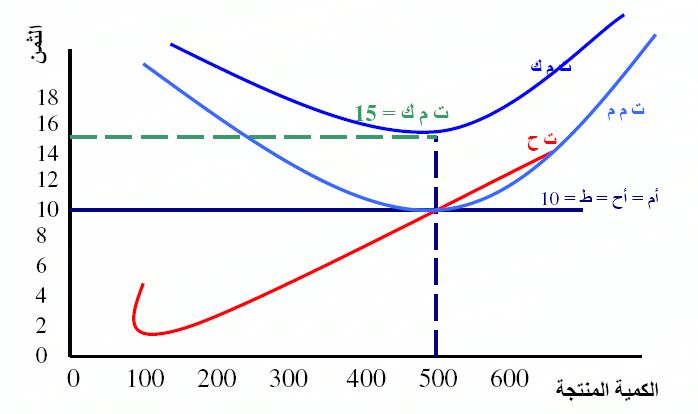 الثمن
ت م ك
18
16
ت م ك = 15
ت م م
14
ت ح
12
10
أم = أح = ط = 10
8
6
4
2
0
0 100 200 300 400 500 600
الكمية المنتجة